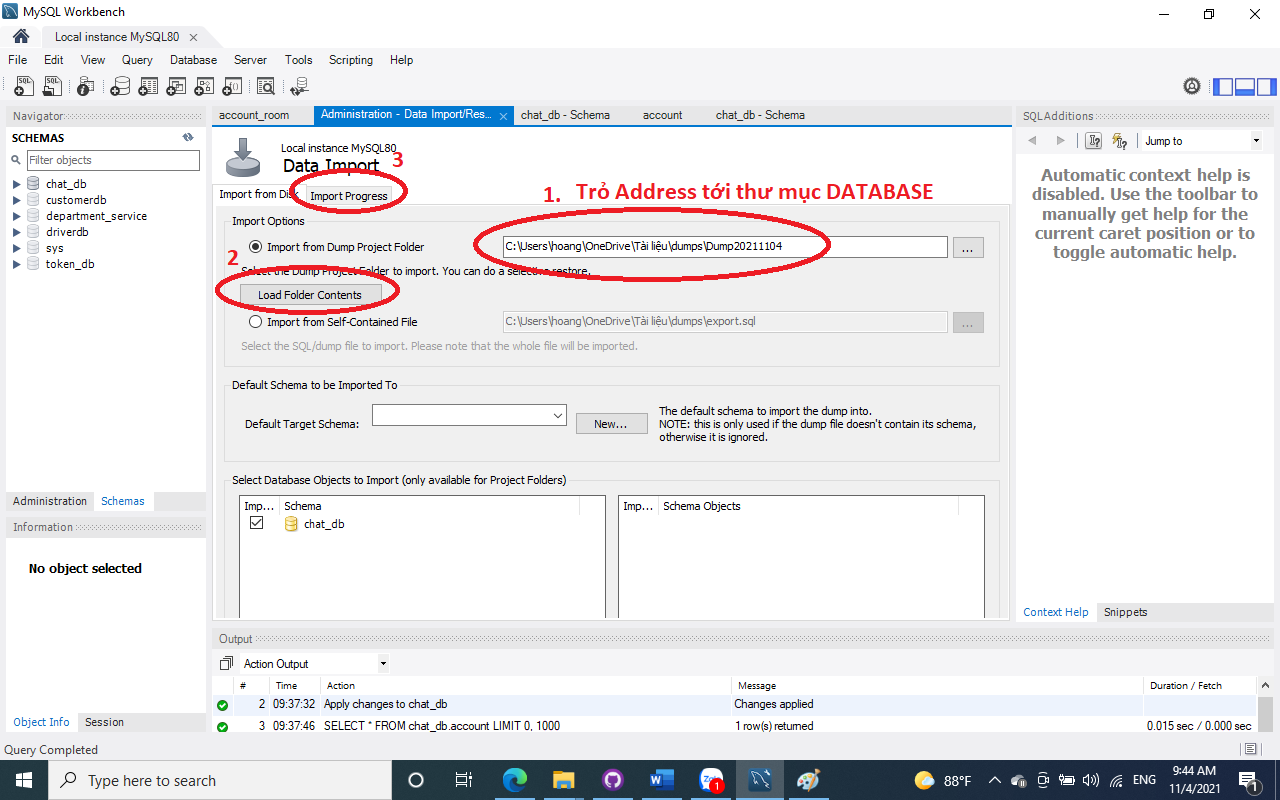 MySQL Workbench
Local instance MySQL80
File Edit View Query Database Server Tools Scripting Help
Navigator
SCHEMAS
Filter objects
chat_db
customerdb
department_service
driverdb
sys
token_db
Administration Schemas
Information
No object selected
Object Info Session
account_room Administration - Data Import/Res... chat_db - Schema account chat_db - Schema
Local instance MySQL80
Data Import
3
Import from Disk Import Progress
1. Trỏ Address tới thư mục DATABASE
Import Options
Import from Dump Project Folder C:\Users\hoang\OneDrive\Tài liệu\dumps\Dump20211104 ...
2
Select the Dump Project Folder to import. You can do a selective restore.
Load Folder Contents
Import from Self-Contained File C:\Users\hoang\OneDrive\Tài liệu\dumps\export.sql ...
Select the SQL/dump file to import. Please note that the whole file will be imported.
Default Schema to be Imported To
Default Target Schema: New...
The default schema to import the dump into.
NOTE: this is only used if the dump file doesn't contain its schema,
otherwise it is ignored.
Select Database Objects to Import (only available for Project Folders)
Imp... Schema
chat_db
Imp... Schema Objects
SQLAdditions
Jump to
Automatic context help is
disabled. Use the toolbar to
manually get help for the
current caret position or to
toggle automatic help.
Context Help Snippets
Output
Action Output
# Time Action Message Duration / Fetch
2 09:37:32 Apply changes to chat_db Changes applied
3 09:37:46 SELECT * FROM chat_db.account LIMIT 0, 1000 1 row(s) returned 0.015 sec / 0.000 sec
Query Completed
Type here to search
Zalo
1
88°F
ENG
9:44 AM
11/4/2021
1